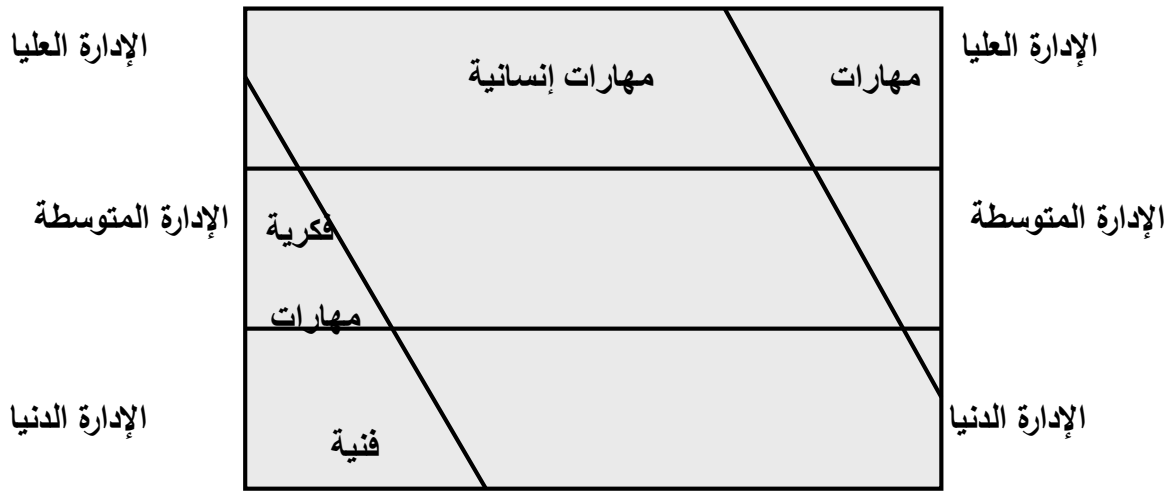 الإدارة العليا
مهارات
مهارات إنسانية
الإدارة العليا
الإدارة المتوسطة
فكرية
الإدارة المتوسطة
مهارات
الإدارة الدنيا
فنية
الإدارة الدنيا